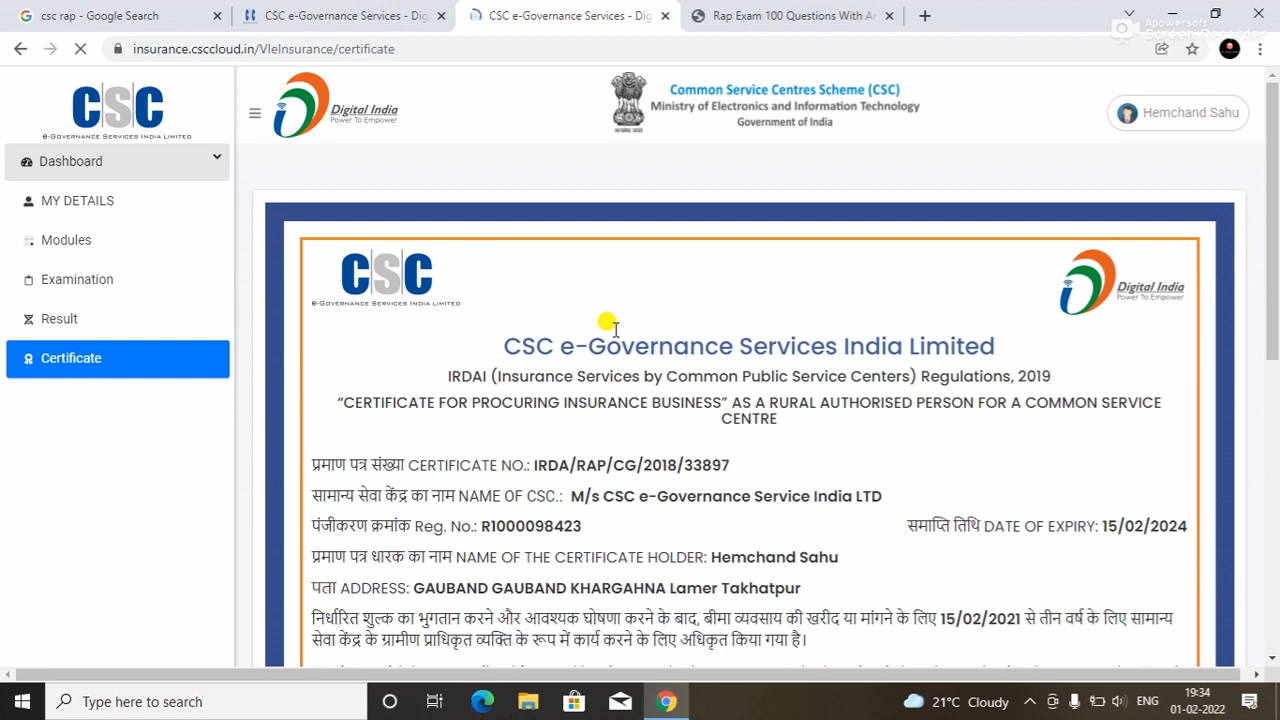 csc rap - Google Search
CSC e-Governance Services - Dig
CSC e-Governance Services - Dig
Rap Exam 100 Questions With An
Apowersoft
Screen Recorder
insurance.csccloud.in/VleInsurance/certificate
CSC
e-GOVERNANCE SERVICES INDIA LIMITED
Digital India
Power To Empower
Common Service Centres Scheme (CSC)
Ministry of Electronics and Information Technology
Government of India
Hemchand Sahu
Dashboard
MY DETAILS
Modules
Examination
Result
Certificate
CSC
e-GOVERNANCE SERVICES INDIA LIMITED
Digital India
Power To Empower
CSC e-Governance Services India Limited
IRDAI (Insurance Services by Common Public Service Centers) Regulations, 2019
“CERTIFICATE FOR PROCURING INSURANCE BUSINESS” AS A RURAL AUTHORISED PERSON FOR A COMMON SERVICE
CENTRE
प्रमाण पत्र संख्या CERTIFICATE NO.: IRDA/RAP/CG/2018/33897
सामान्य सेवा केंद्र का नाम NAME OF CSC.: M/s CSC e-Governance Service India LTD
पंजीकरण क्रमांक Reg. No.: R1000098423 समाप्ति तिथि DATE OF EXPIRY: 15/02/2024
प्रमाण पत्र धारक का नाम NAME OF THE CERTIFICATE HOLDER: Hemchand Sahu
पता ADDRESS: GAUBAND GAUBAND KHARGAHNA Lamer Takhatpur
निर्धारित शुल्क का भुगतान करने और आवश्यक घोषणा करने के बाद, बीमा व्यवसाय की खरीद या मांगने के लिए 15/02/2021 से तीन वर्ष के लिए सामान्य
सेवा केंद्र के ग्रामीण प्राधिकृत व्यक्ति के रूप में कार्य करने के लिए अधिकृत किया गया है।
Type here to search
21°C Cloudy
ENG
19:34
01-02-2022